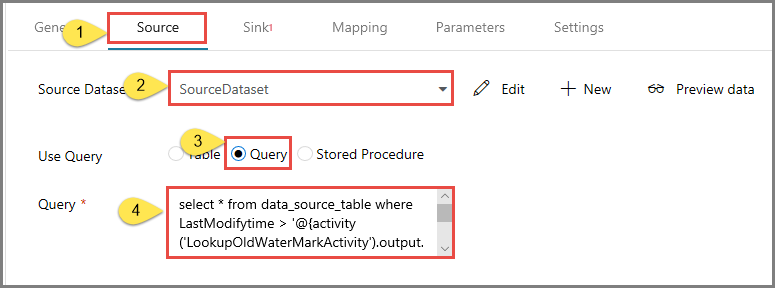 Gene 1 Source Sink1 Mapping Parameters Settings
Source Datase 2 SourceDataset Edit New Preview data
3
Use Query Table Query Stored Procedure
Query * 4 select * from data_source_table where
LastModifytime > '@{activity
('LookupOldWaterMarkActivity').output.